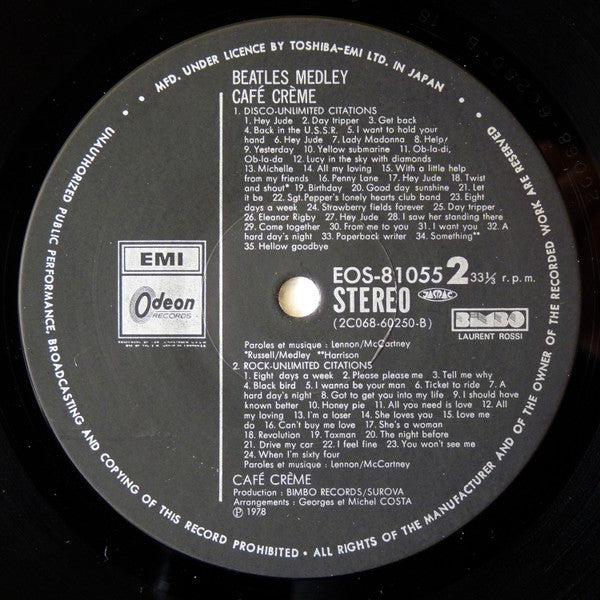 • MFD. UNDER LICENCE BY TOSHIBA-EMI LTD. IN JAPAN •
UNAUTHORIZED PUBLIC PERFORMANCE, BROADCASTING AND COPYING OF THIS RECORD PROHIBITED • ALL RIGHTS OF THE MANUFACTURER AND OF THE OWNER OF THE RECORDED WORK ARE RESERVED
BEATLES MEDLEY
CAFÉ CRÈME
1. DISCO-UNLIMITED CITATIONS
1. Hey Jude 2. Day tripper 3. Get back
4. Back in the U.S.S.R. 5. I want to hold your
hand 6. Hey Jude 7. Lady Madonna 8. Help!
9. Yesterday 10. Yellow submarine 11. Ob-la-di,
Ob-la-da 12. Lucy in the sky with diamonds
13. Michelle 14. All my loving 15. With a little help
from my friends 16. Penny Lane 17. Hey Jude 18. Twist
and shout* 19. Birthday 20. Good day sunshine 21. Let
it be 22. Sgt. Pepper's lonely hearts club band 23. Eight
days a week 24. Strawberry fields forever 25. Day tripper
26. Eleanor Rigby 27. Hey Jude 28. I saw her standing there
29. Come together 30. From me to you 31. I want you 32. A
hard day's night 33. Paperback writer 34. Something**
35. Hellow goodbye
EMI
Odeon
RECORDS
EOS-81055 2 33⅓ r.p.m.
STEREO JASRAC
(2C068-60250-B)
BIMBO
LAURENT ROSSI
Paroles et musique : Lennon/McCartney
*Russell/Medley **Harrison
2. ROCK-UNLIMITED CITATIONS
1. Eight days a week 2. Please please me 3. Tell me why
4. Black bird 5. I wanna be your man 6. Ticket to ride 7. A
hard day's night 8. Got to get you into my life 9. I should have
known better 10. Honey pie 11. All you need is love 12. All
my loving 13. I'm a loser 14. She loves you 15. Love me
do 16. Can't buy me love 17. She's a woman
18. Revolution 19. Taxman 20. The night before
21. Drive my car 22. I feel fine 23. You won't see me
24. When I'm sixty four
Paroles et musique : Lennon/McCartney
CAFÉ CRÈME
Production : BIMBO RECORDS/SUROVA
Arrangements : Georges et Michel COSTA
℗ 1978